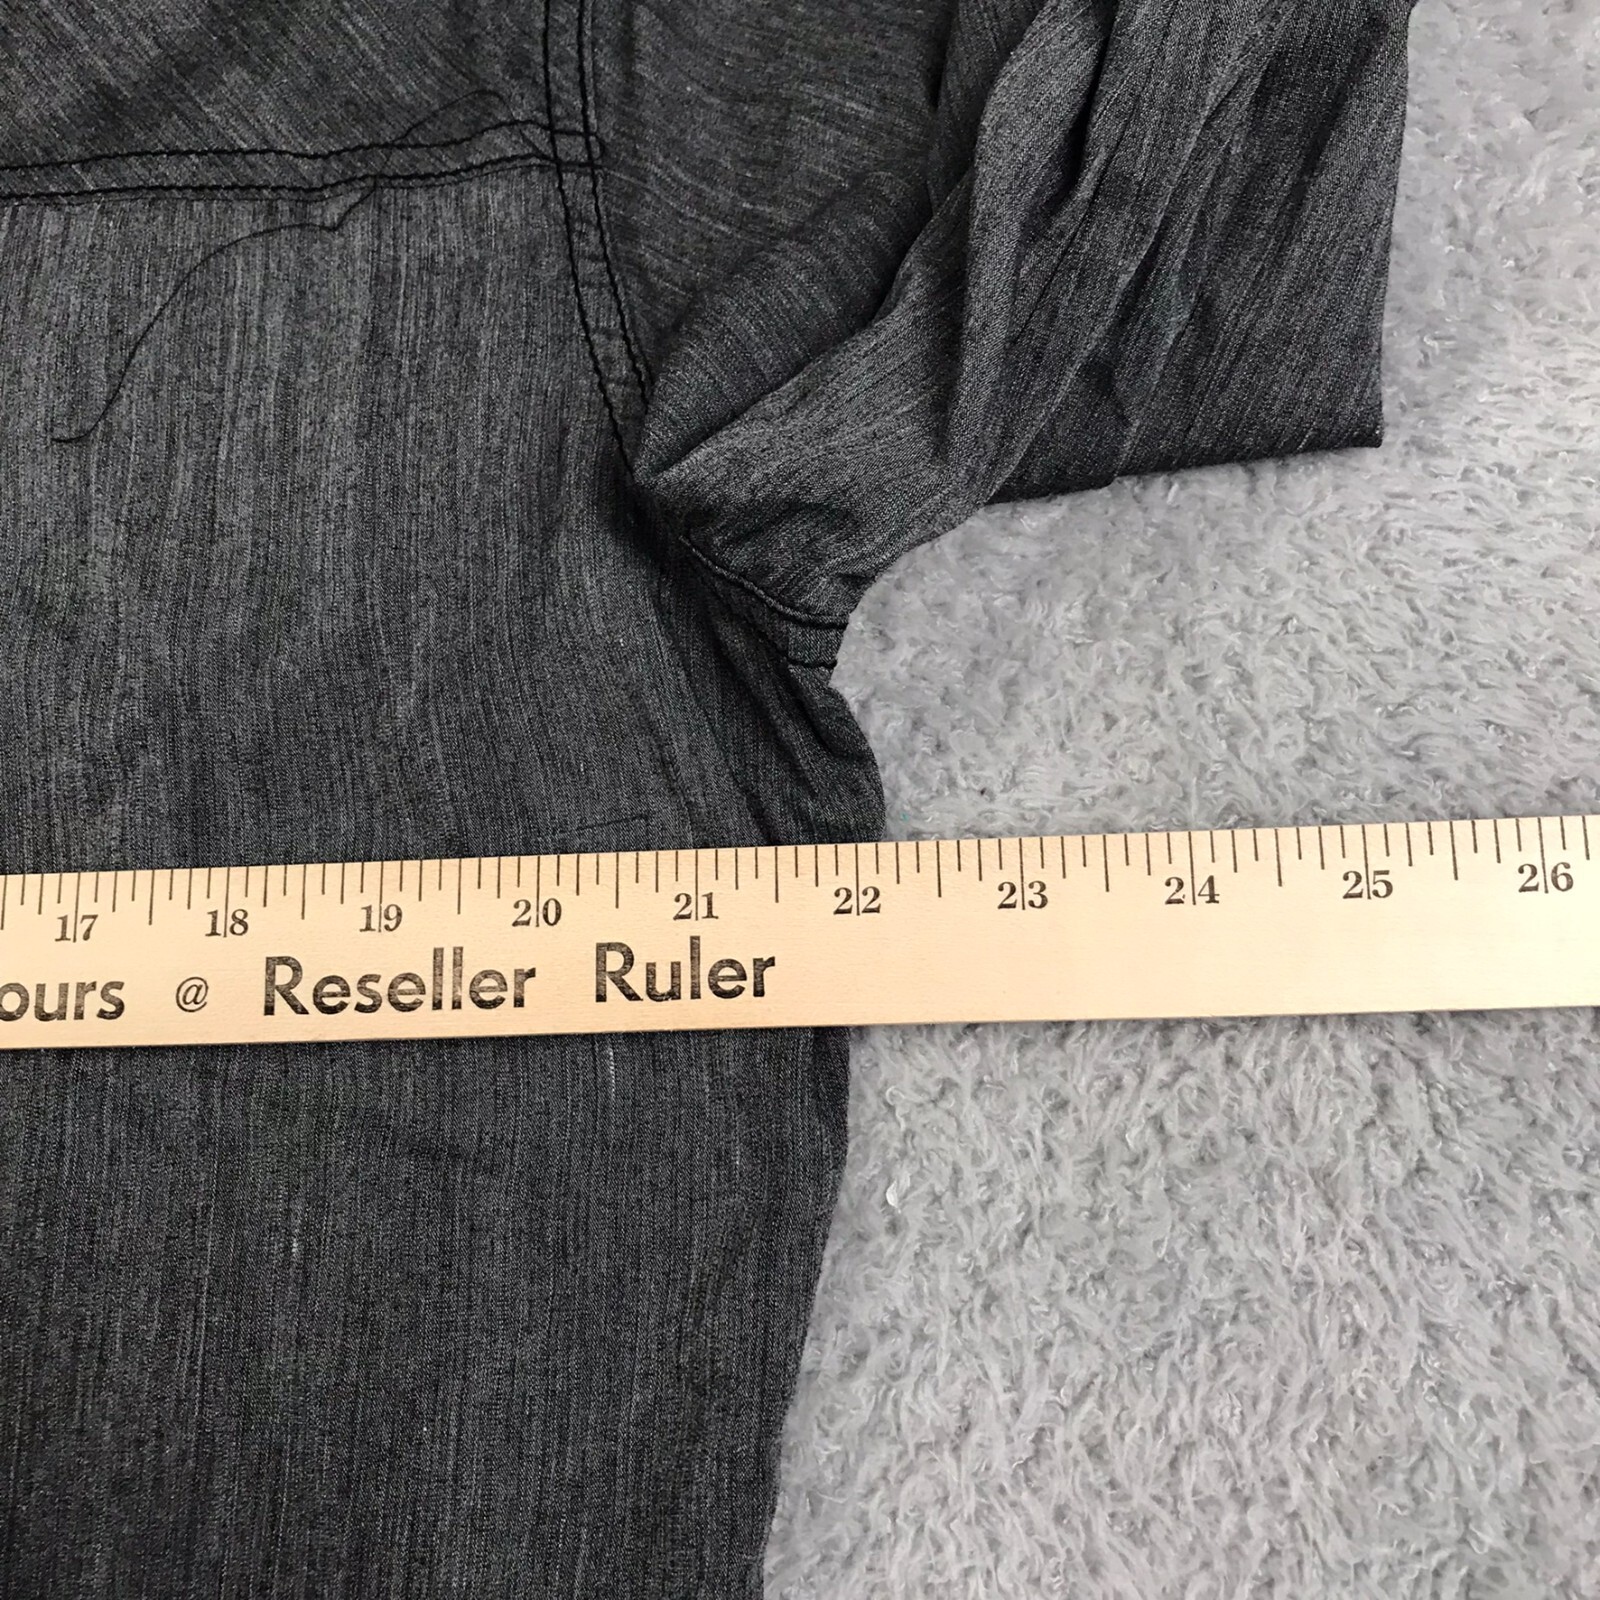 17 18 19 20 21 22 23 24 25 26
ours @ Reseller Ruler